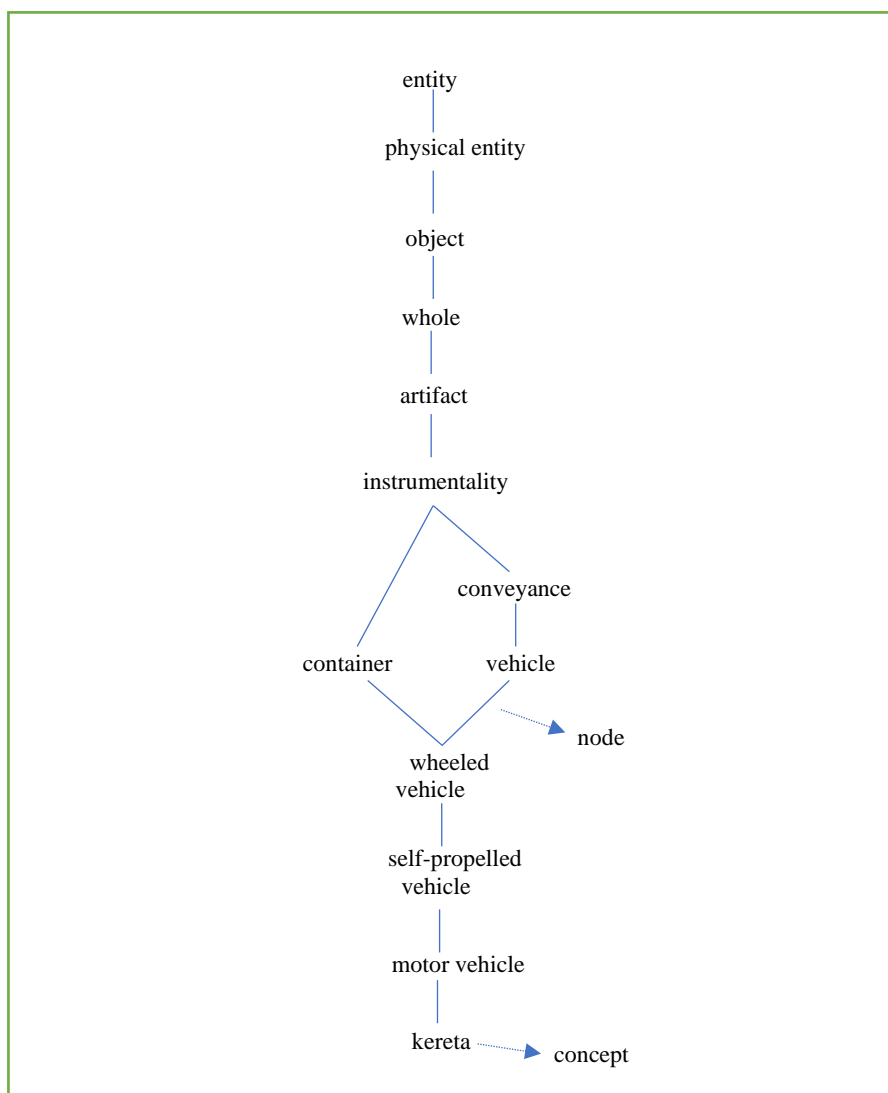 entity
physical entity
object
whole
artifact
instrumentality
conveyance
container
vehicle
node
wheeled
vehicle
self-propelled
vehicle
motor vehicle
kereta
concept